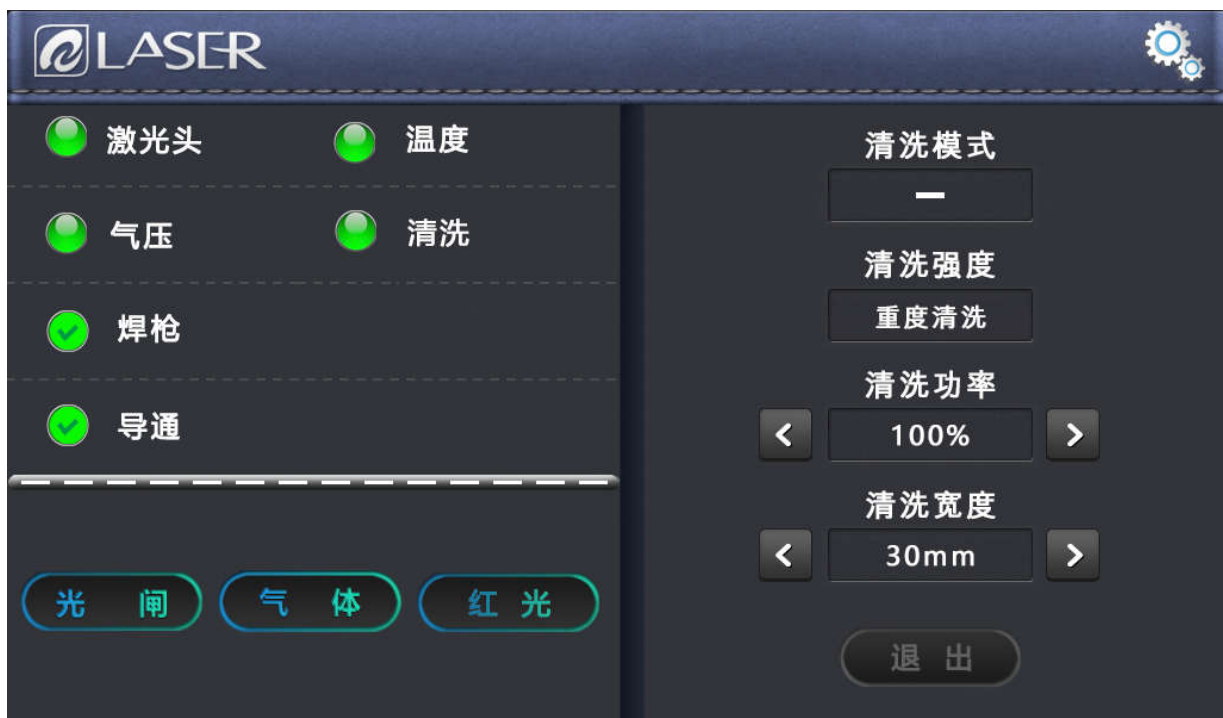 LASER
激光头
温度
气压
清洗
焊枪
导通
光 闸
气 体
红 光
清洗模式
━
清洗强度
重度清洗
清洗功率
< 100% >
清洗宽度
< 30mm >
退 出